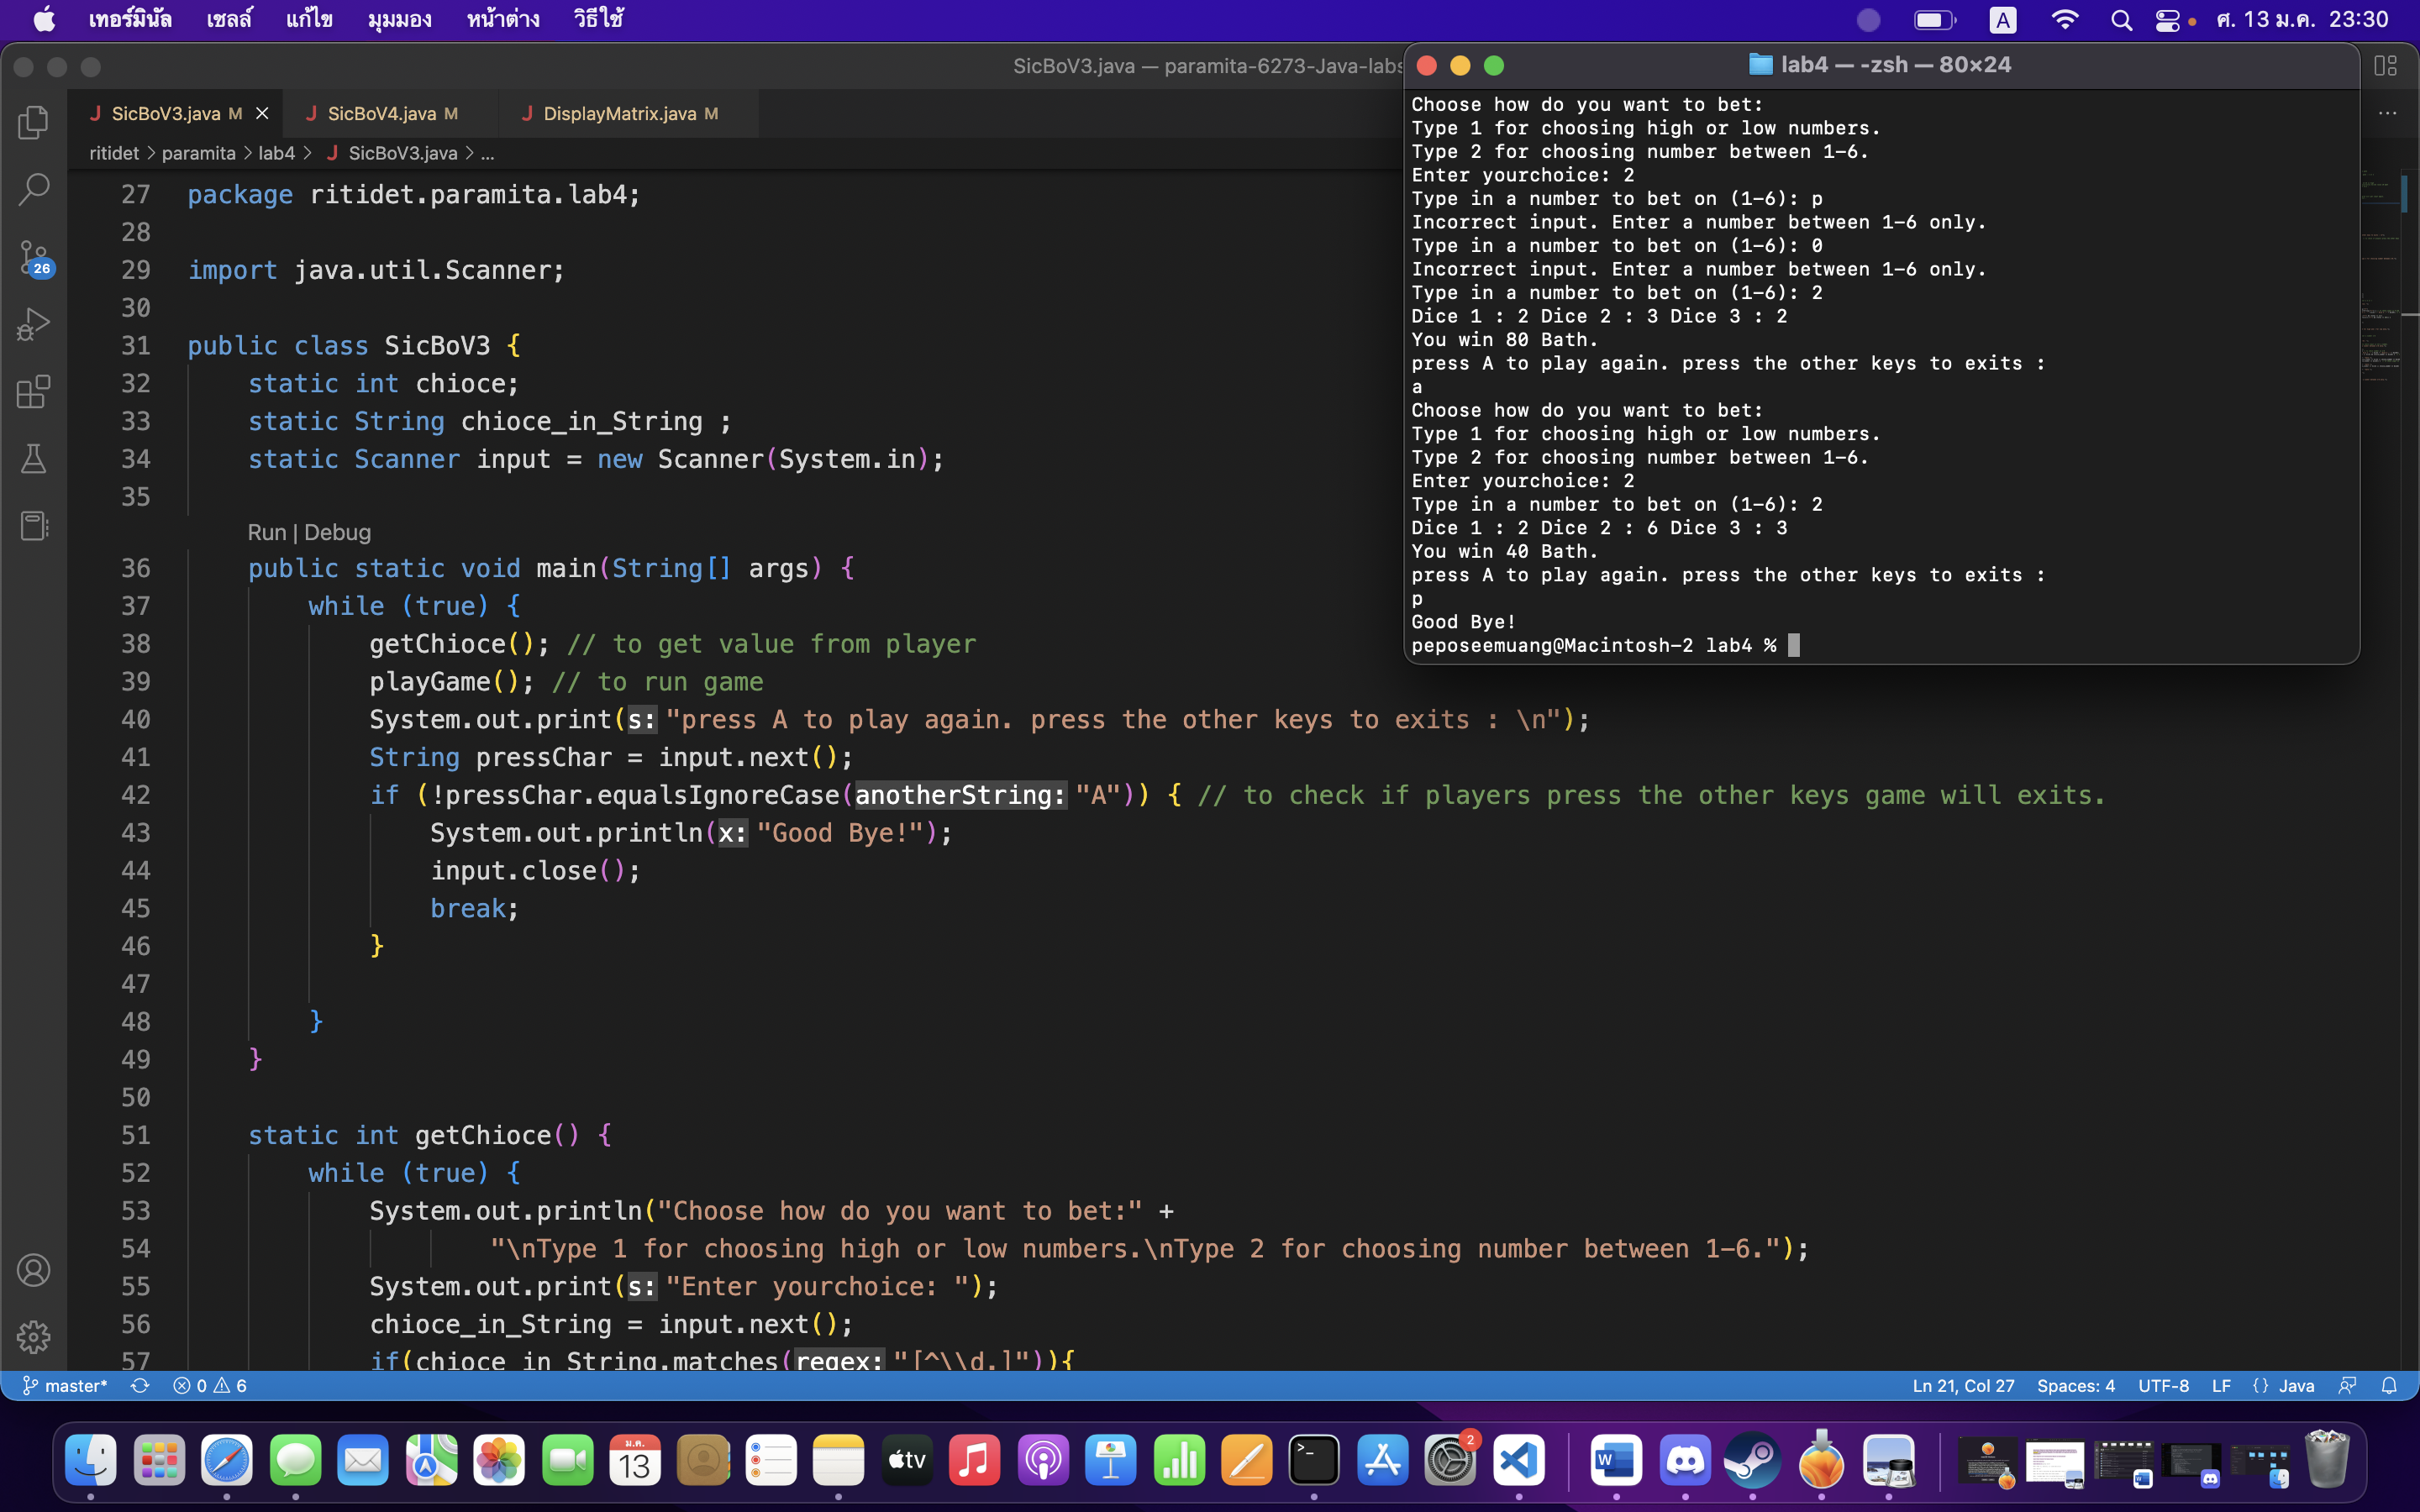 เทอร์มินัล เชลล์ แก้ไข มุมมอง หน้าต่าง วิธีใช้ A ศ. 13 ม.ค. 23:30
SicBoV3.java — paramita-6273-Java-labs
SicBoV3.java M SicBoV4.java M DisplayMatrix.java M
ritidet > paramita > lab4 > J SicBoV3.java > ...
27 package ritidet.paramita.lab4;
28
29 import java.util.Scanner;
30
31 public class SicBoV3 {
32 static int chioce;
33 static String chioce_in_String ;
34 static Scanner input = new Scanner(System.in);
35
Run | Debug
36 public static void main(String[] args) {
37 while (true) {
38 getChioce(); // to get value from player
39 playGame(); // to run game
40 System.out.print(s: "press A to play again. press the other keys to exits : \n");
41 String pressChar = input.next();
42 if (!pressChar.equalsIgnoreCase(anotherString: "A")) { // to check if players press the other keys game will exits.
43 System.out.println(x: "Good Bye!");
44 input.close();
45 break;
46 }
47
48 }
49 }
50
51 static int getChioce() {
52 while (true) {
53 System.out.println("Choose how do you want to bet:" +
54 "\nType 1 for choosing high or low numbers.\nType 2 for choosing number between 1-6.");
55 System.out.print(s: "Enter yourchoice: ");
56 chioce_in_String = input.next();
57 if(chioce_in_String.matches(regex: "[^\\d.]")){
26
master* 0 6 Ln 21, Col 27 Spaces: 4 UTF-8 LF {} Java
lab4 — -zsh — 80×24
Choose how do you want to bet:
Type 1 for choosing high or low numbers.
Type 2 for choosing number between 1-6.
Enter yourchoice: 2
Type in a number to bet on (1-6): p
Incorrect input. Enter a number between 1-6 only.
Type in a number to bet on (1-6): 0
Incorrect input. Enter a number between 1-6 only.
Type in a number to bet on (1-6): 2
Dice 1 : 2 Dice 2 : 3 Dice 3 : 2
You win 80 Bath.
press A to play again. press the other keys to exits :
a
Choose how do you want to bet:
Type 1 for choosing high or low numbers.
Type 2 for choosing number between 1-6.
Enter yourchoice: 2
Type in a number to bet on (1-6): 2
Dice 1 : 2 Dice 2 : 6 Dice 3 : 3
You win 40 Bath.
press A to play again. press the other keys to exits :
p
Good Bye!
peposeemuang@Macintosh-2 lab4 %
ม.ค.
13
tv
2
W